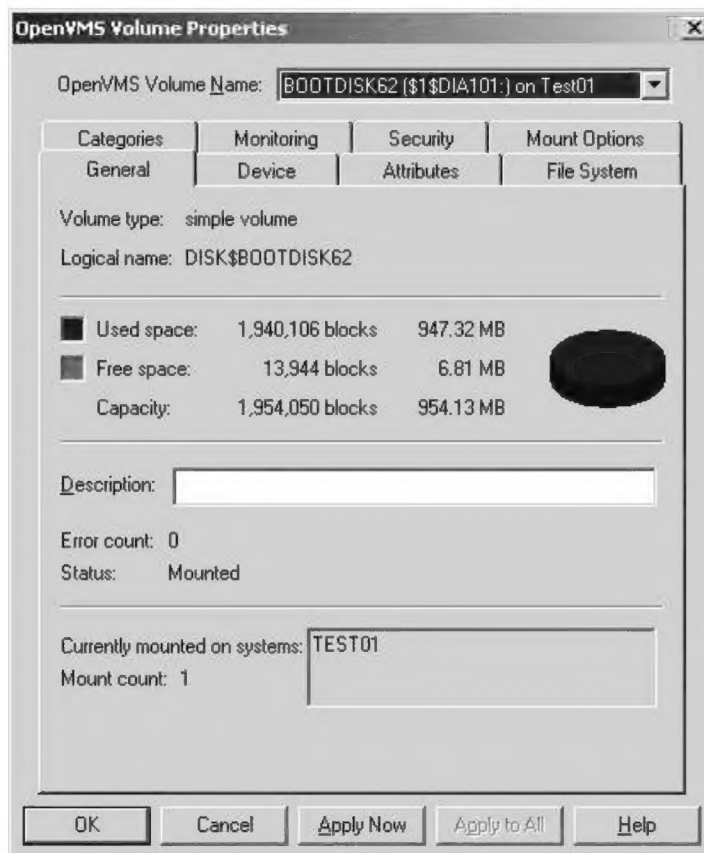 OpenVMS Volume Properties
OpenVMS Volume Name: BOOTDISK62 ($1$DIA101:) on Test01
Categories Monitoring Security Mount Options
General Device Attributes File System
Volume type: simple volume
Logical name: DISK$BOOTDISK62
Used space: 1,940,106 blocks 947.32 MB
Free space: 13,944 blocks 6.81 MB
Capacity: 1,954,050 blocks 954.13 MB
Description:
Error count: 0
Status: Mounted
Currently mounted on systems: TEST01
Mount count: 1
OK Cancel Apply Now Apply to All Help